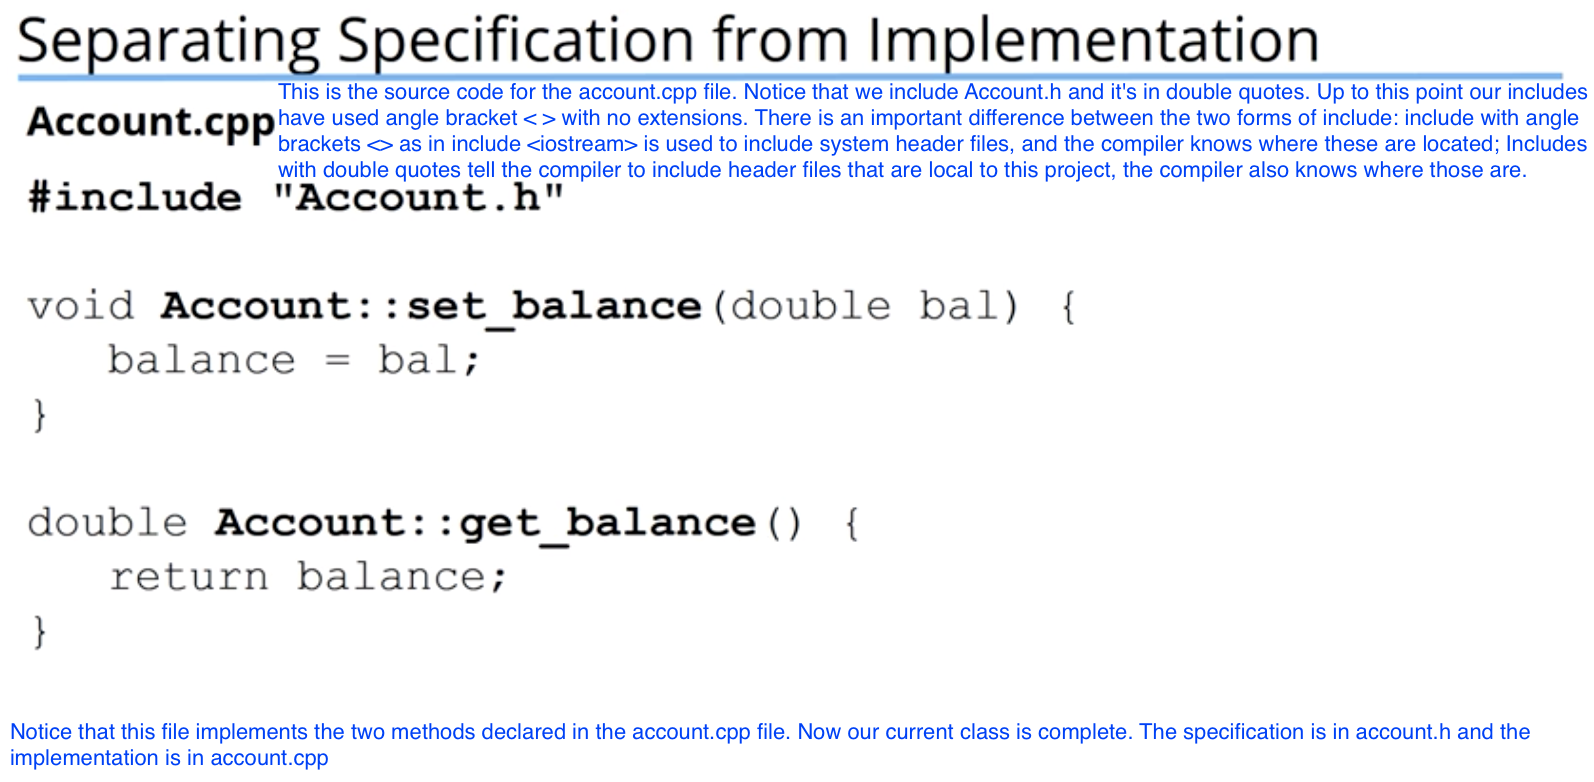 Separating Specification from Implementation
This is the source code for the account.cpp file. Notice that we include Account.h and it's in double quotes. Up to this point our includes
Account.cpp
have used angle bracket < > with no extensions. There is an important difference between the two forms of include: include with angle
brackets <> as in include <iostream> is used to include system header files, and the compiler knows where these are located; Includes
with double quotes tell the compiler to include header files that are local to this project, the compiler also knows where those are.
#include "Account.h"
void Account::set_balance(double bal) {
balance = bal;
}
double Account::get_balance() {
return balance;
}
Notice that this file implements the two methods declared in the account.cpp file. Now our current class is complete. The specification is in account.h and the
implementation is in account.cpp